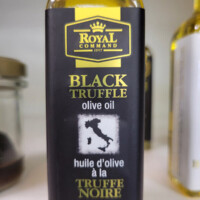 ROYAL
COMMAND
BLACK
TRUFFLE
olive oil
huile d'olive
à la
TRUFFE
NOIRE